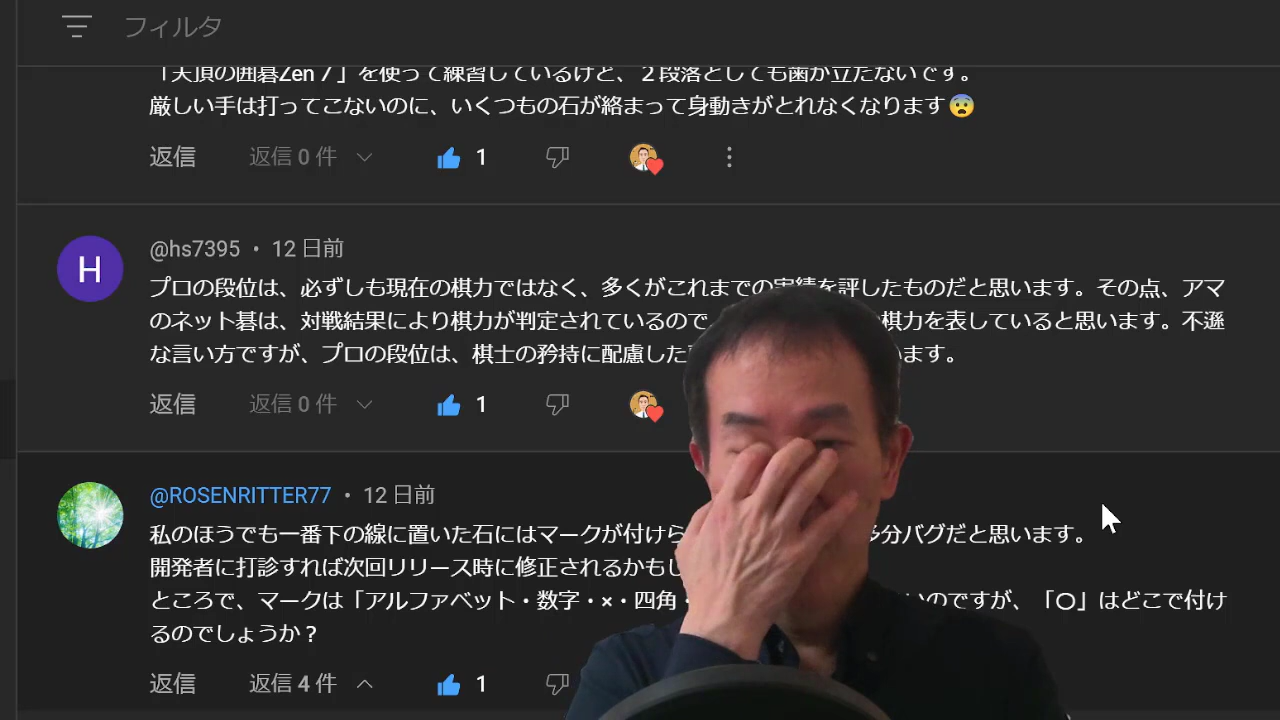 フィルタ
「天頂の囲碁Zen７」を使って練習しているけど、２段落としても歯が立たないです。
厳しい手は打ってこないのに、いくつもの石が絡まって身動きがとれなくなります😨
返信 返信 0 件 1
@hs7395 • 12 日前
プロの段位は、必ずしも現在の棋力ではなく、多くがこれまでの実績を評したものだと思います。その点、アマ
のネット碁は、対戦結果により棋力が判定されているので 棋力を表していると思います。不遜
な言い方ですが、プロの段位は、棋士の矜持に配慮した います。
返信 返信 0 件 1
H
@ROSENRITTER77 • 12 日前
私のほうでも一番下の線に置いた石にはマークが付けら 多分バグだと思います。
開発者に打診すれば次回リリース時に修正されるかも
ところで、マークは「アルファベット・数字・×・四角・ いのですが、「〇」はどこで付け
るのでしょうか？
返信 返信 4 件 1